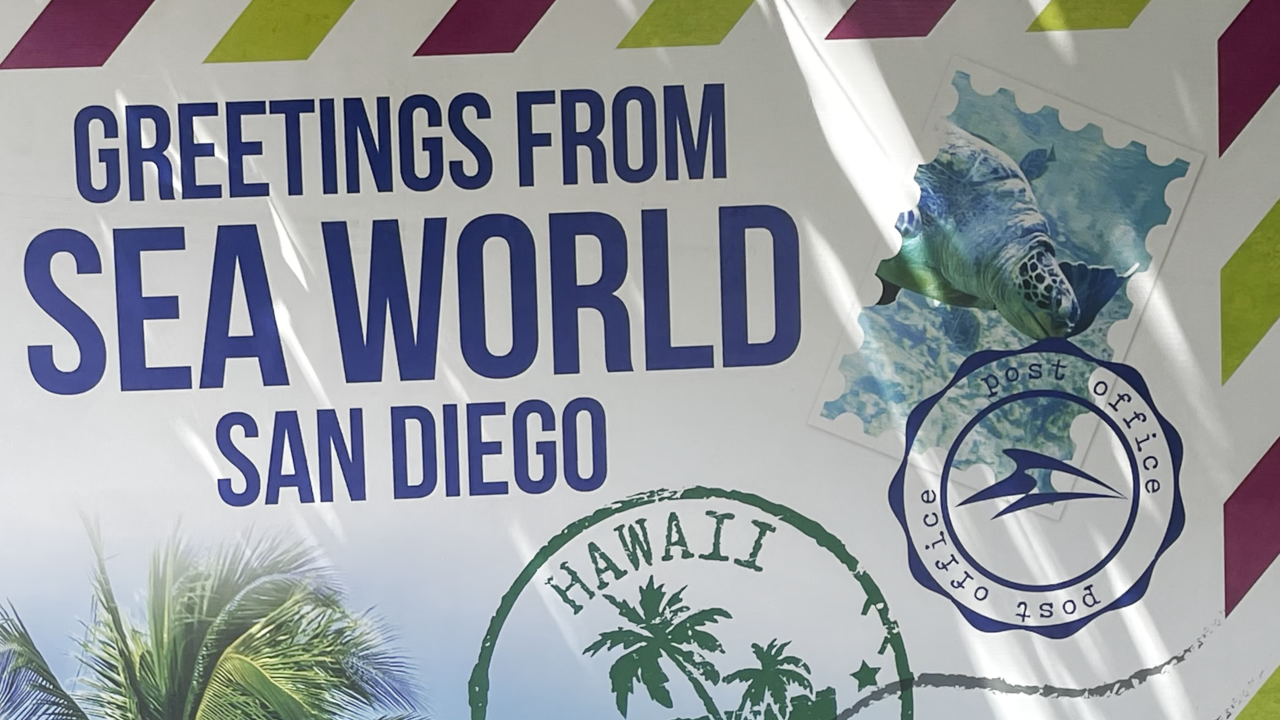 GREETINGS FROM
SEA WORLD
SAN DIEGO
post office
post office
HAWAII